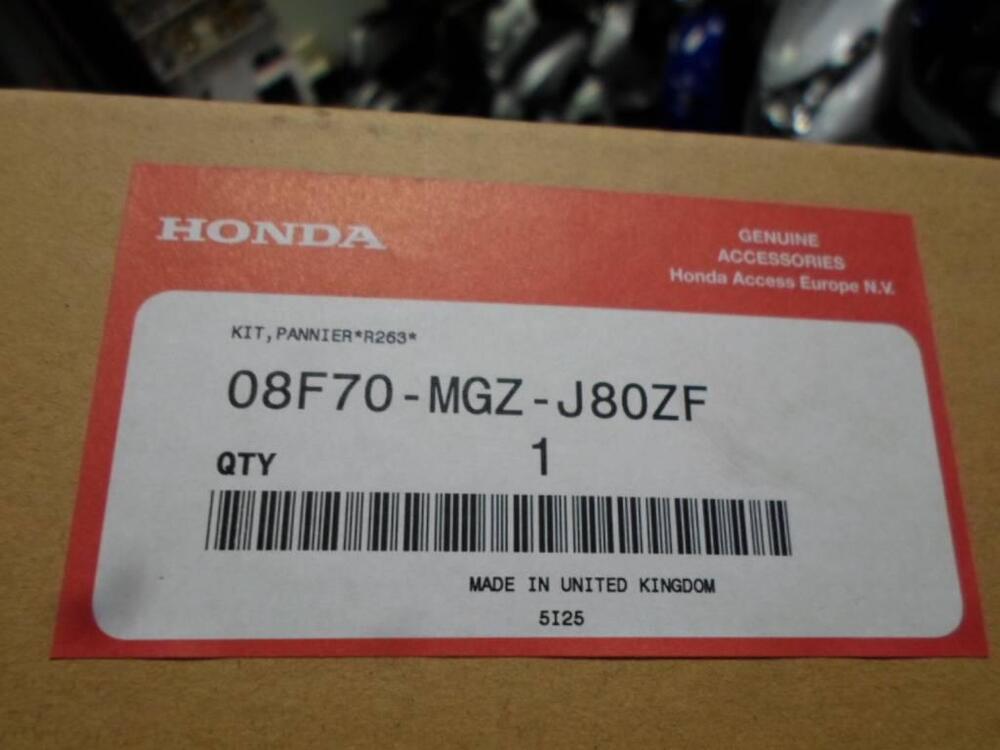 HONDA
GENUINE
ACCESSORIES
Honda Access Europe N.V.
KIT,PANNIER*R263*
08F70-MGZ-J80ZF
QTY 1
MADE IN UNITED KINGDOM
5I25